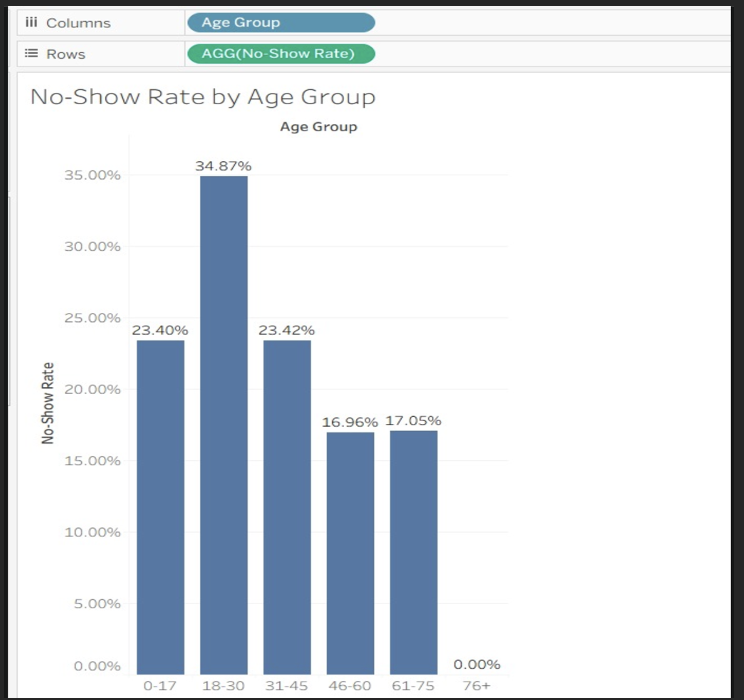 Columns Age Group
Rows AGG(No-Show Rate)
No-Show Rate by Age Group
Age Group
34.87%
35.00%
30.00%
25.00%
23.40% 23.42%
20.00%
No-Show Rate
16.96% 17.05%
15.00%
10.00%
5.00%
0.00% 0.00%
0-17 18-30 31-45 46-60 61-75 76+